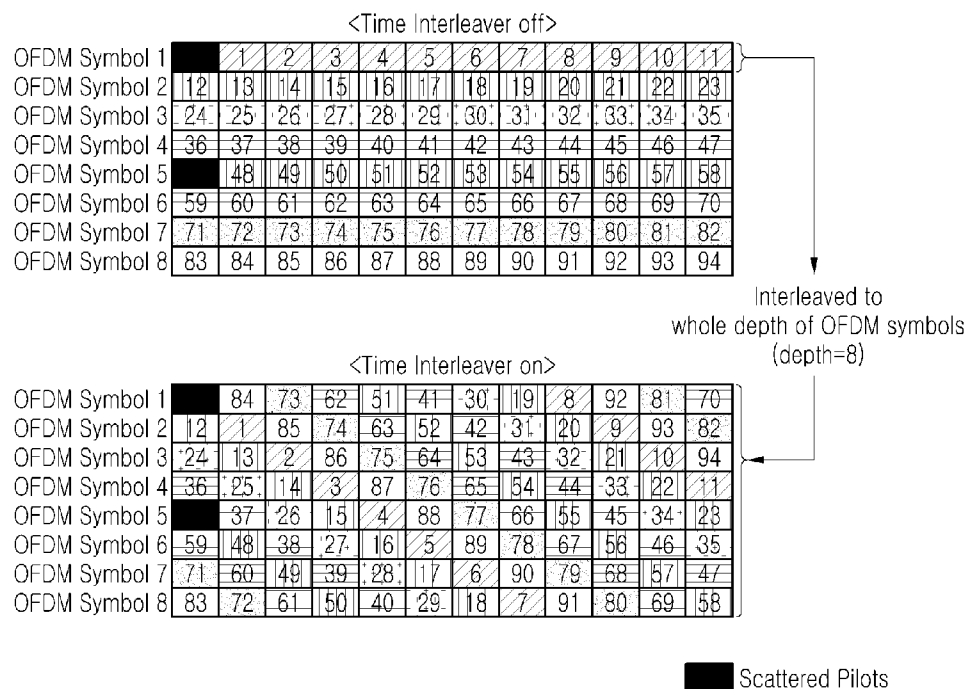 <Time Interleaver off>
OFDM Symbol 1 1 2 3 4 5 6 7 8 9 10 11
OFDM Symbol 2 12 13 14 15 16 17 18 19 20 21 22 23
OFDM Symbol 3 24 25 26 27 28 29 30 31 32 33 34 35
OFDM Symbol 4 36 37 38 39 40 41 42 43 44 45 46 47
OFDM Symbol 5 48 49 50 51 52 53 54 55 56 57 58
OFDM Symbol 6 59 60 61 62 63 64 65 66 67 68 69 70
OFDM Symbol 7 71 72 73 74 75 76 77 78 79 80 81 82
OFDM Symbol 8 83 84 85 86 87 88 89 90 91 92 93 94
Interleaved to
whole depth of OFDM symbols
(depth=8)
<Time Interleaver on>
OFDM Symbol 1 84 73 62 51 41 30 19 8 92 81 70
OFDM Symbol 2 12 1 85 74 63 52 42 31 20 9 93 82
OFDM Symbol 3 24 13 2 86 75 64 53 43 32 21 10 94
OFDM Symbol 4 36 25 14 3 87 76 65 54 44 33 22 11
OFDM Symbol 5 37 26 15 4 88 77 66 55 45 34 23
OFDM Symbol 6 59 48 38 27 16 5 89 78 67 56 46 35
OFDM Symbol 7 71 60 49 39 28 17 6 90 79 68 57 47
OFDM Symbol 8 83 72 61 50 40 29 18 7 91 80 69 58
Scattered Pilots